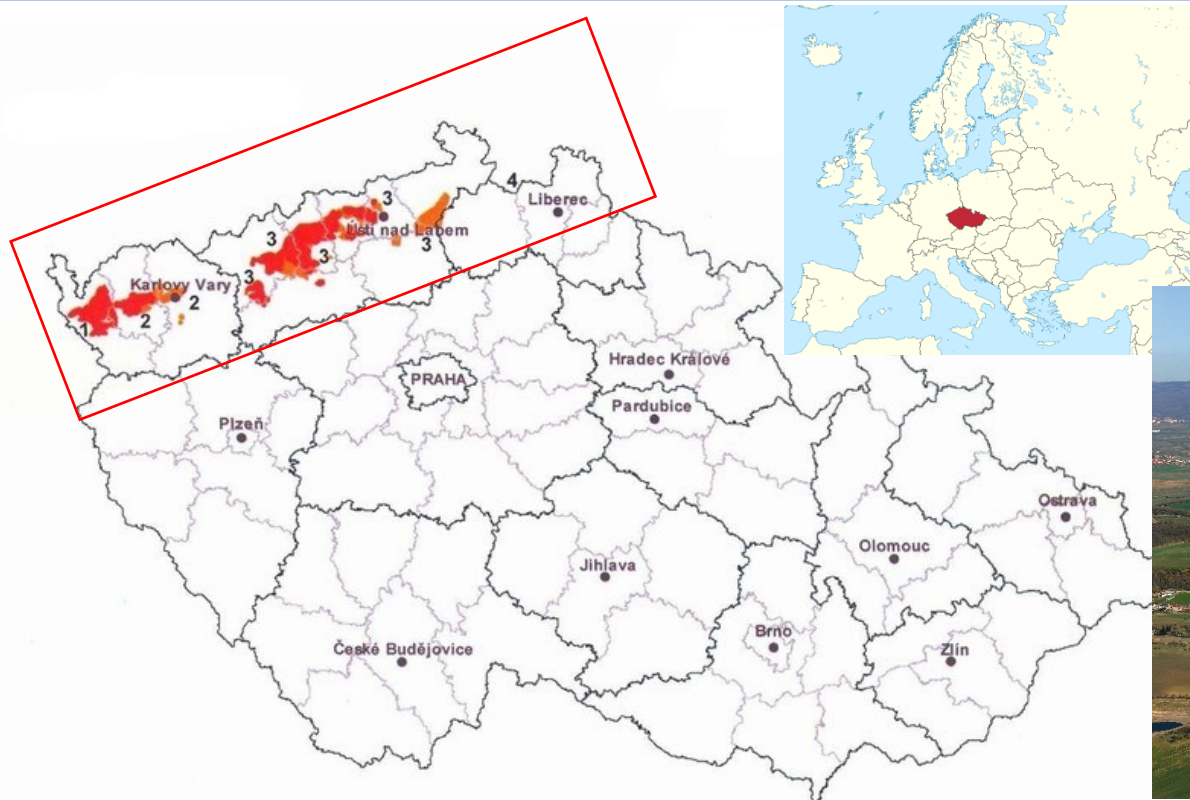 4
3
Liberec
Ústí nad Labem
3
3
3
3
Karlovy Vary
2
2
1
Hradec Králové
PRAHA
Pardubice
Plzeň
Ostrava
Olomouc
Jihlava
Brno
Zlín
České Budějovice